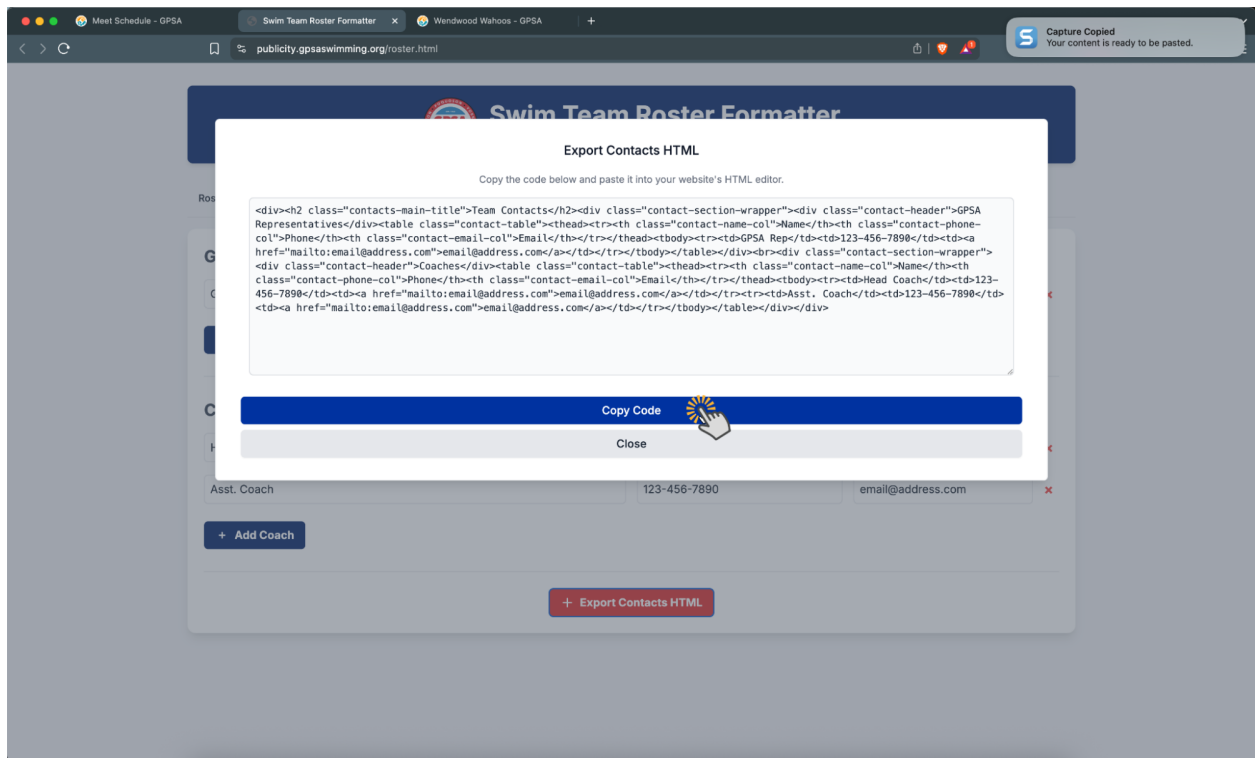 Meet Schedule - GPSA
Swim Team Roster Formatter
Wendwood Wahoos - GPSA
publicity.gpsaswimming.org/roster.html
Capture Copied
Your content is ready to be pasted.
Swim Team Roster Formatter
Export Contacts HTML
Copy the code below and paste it into your website's HTML editor.
Ros
<div><h2 class="contacts-main-title">Team Contacts</h2><div class="contact-section-wrapper"><div class="contact-header">GPSA
Representatives</div><table class="contact-table"><thead><tr><th class="contact-name-col">Name</th><th class="contact-phone-
col">Phone</th><th class="contact-email-col">Email</th></tr></thead><tbody><tr><td>GPSA Rep</td><td>123-456-7890</td><td><a
href="mailto:email@address.com">email@address.com</a></td></tr></tbody></table></div><br><div class="contact-section-wrapper">
<div class="contact-header">Coaches</div><table class="contact-table"><thead><tr><th class="contact-name-col">Name</th><th
class="contact-phone-col">Phone</th><th class="contact-email-col">Email</th></tr></thead><tbody><tr><td>Head Coach</td><td>123-
456-7890</td><td><a href="mailto:email@address.com">email@address.com</a></td></tr><tr><td>Asst. Coach</td><td>123-456-7890</td>
<td><a href="mailto:email@address.com">email@address.com</a></td></tr></tbody></table></div></div>
G
C
Copy Code
Close
Asst. Coach
123-456-7890
email@address.com
+ Add Coach
+ Export Contacts HTML